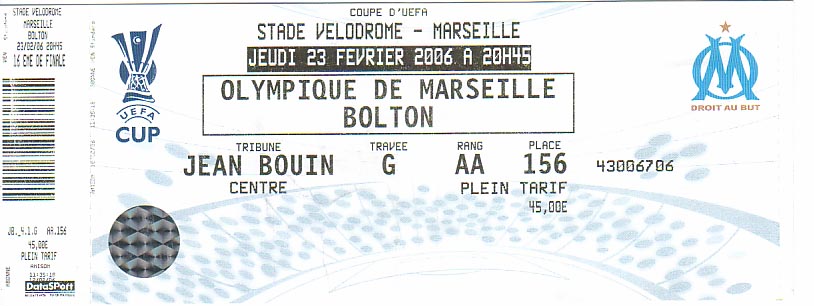 STADE VELODROME
MARSEILLE
BOLTON
23/02/06 20H45
16 EME DE FINALE
JB_4.1.G AA.156
45,00E
PLEIN TARIF
DataSPort
COUPE D'UEFA
STADE VELODROME - MARSEILLE
JEUDI 23 FEVRIER 2006 A 20H45
OLYMPIQUE DE MARSEILLE
BOLTON
UEFA
CUP
TRIBUNE TRAVEE RANG PLACE
JEAN BOUIN G AA 156 43006706
CENTRE PLEIN TARIF
45,00E
DROIT AU BUT